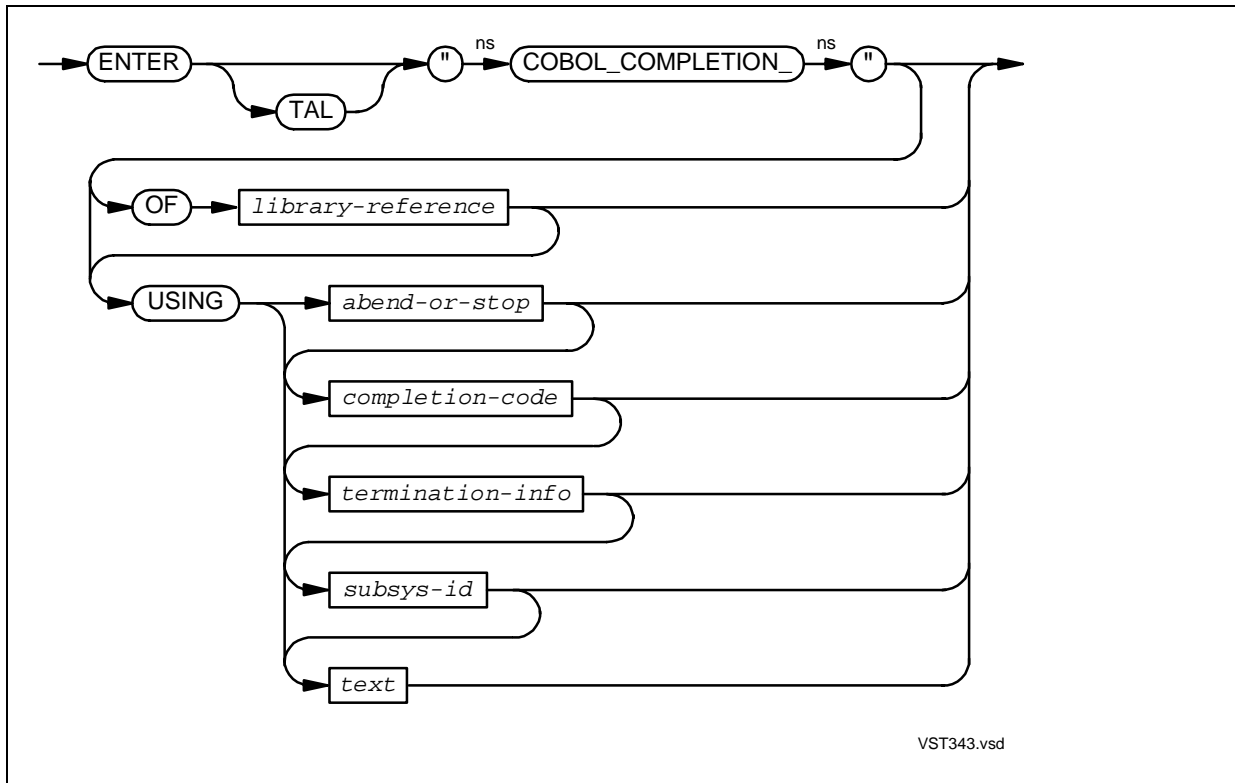 ns ns
ENTER " COBOL_COMPLETION_ "
TAL
OF library-reference
USING abend-or-stop
completion-code
termination-info
subsys-id
text
VST343.vsd